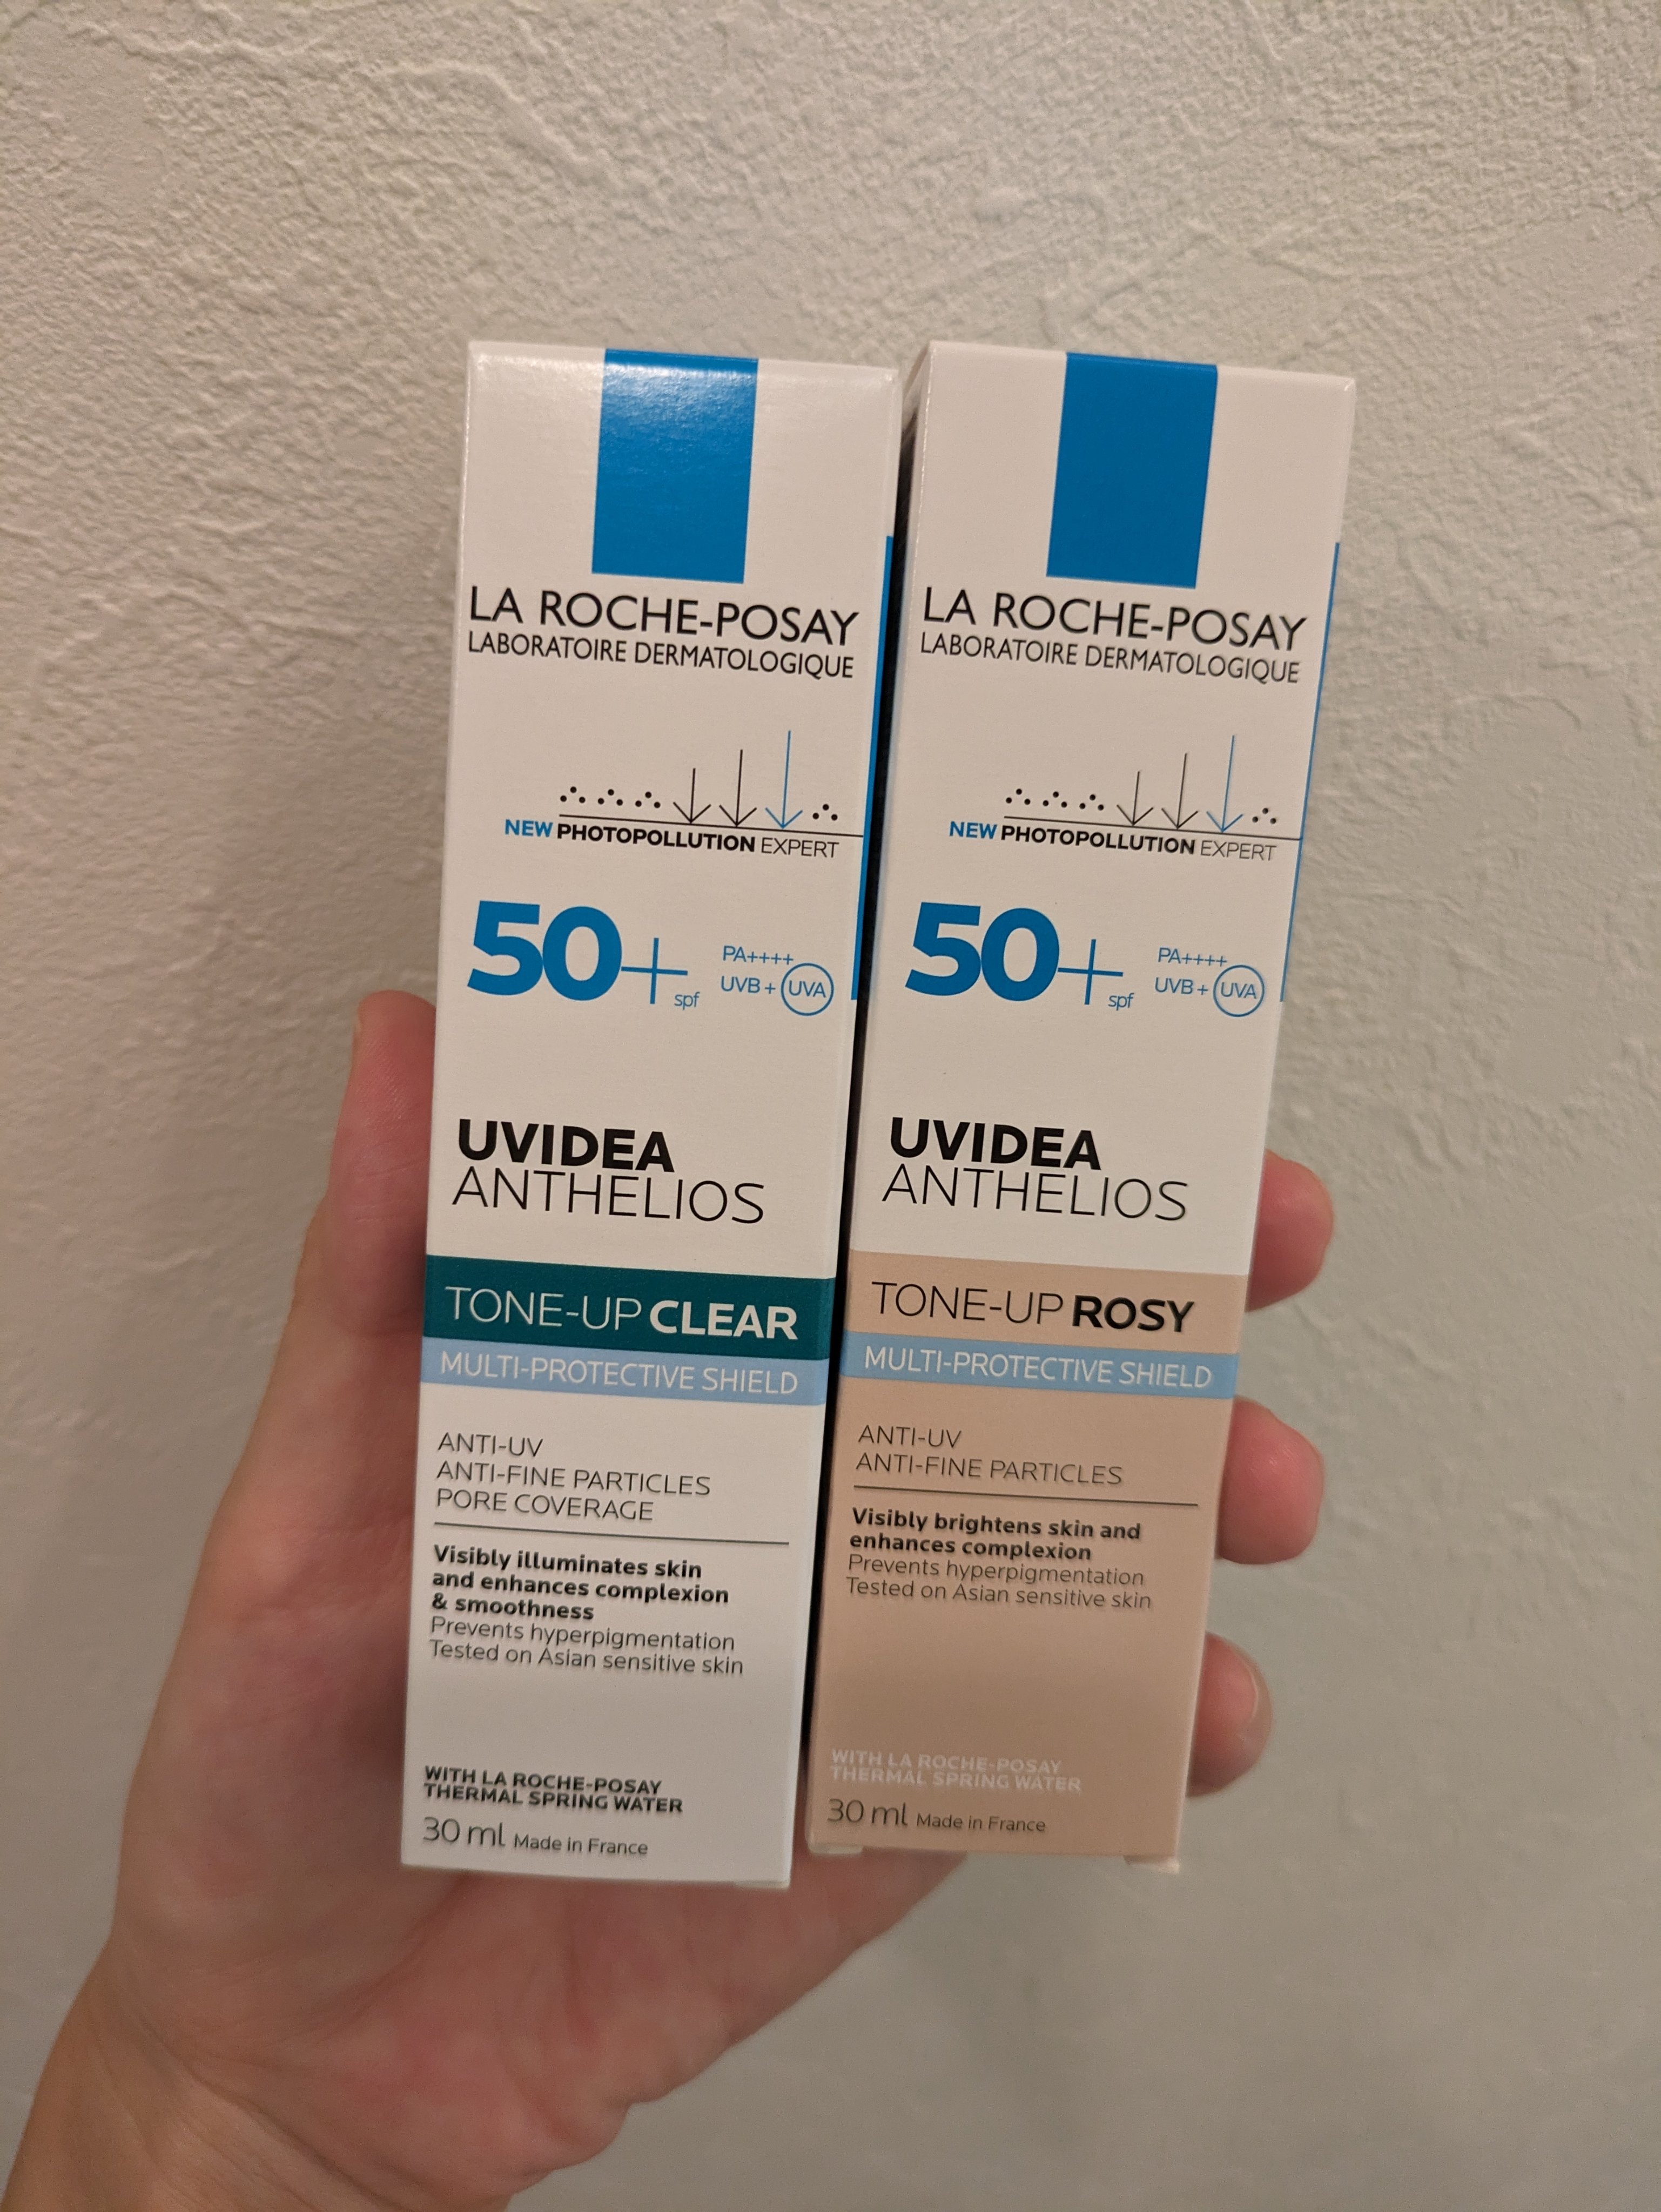 LA ROCHE-POSAY
LABORATOIRE DERMATOLOGIQUE
NEW PHOTOPOLLUTION EXPERT
50+ spf
PA++++
UVB + UVA
UVIDEA
ANTHELIOS
TONE-UP CLEAR
MULTI-PROTECTIVE SHIELD
ANTI-UV
ANTI-FINE PARTICLES
PORE COVERAGE
Visibly illuminates skin
and enhances complexion
& smoothness
Prevents hyperpigmentation
Tested on Asian sensitive skin
WITH LA ROCHE-POSAY
THERMAL SPRING WATER
30 ml Made in France
LA ROCHE-POSAY
LABORATOIRE DERMATOLOGIQUE
NEW PHOTOPOLLUTION EXPERT
50+ spf
PA++++
UVB + UVA
UVIDEA
ANTHELIOS
TONE-UP ROSY
MULTI-PROTECTIVE SHIELD
ANTI-UV
ANTI-FINE PARTICLES
Visibly brightens skin and
enhances complexion
Prevents hyperpigmentation
Tested on Asian sensitive skin
WITH LA ROCHE-POSAY
THERMAL SPRING WATER
30 ml Made in France